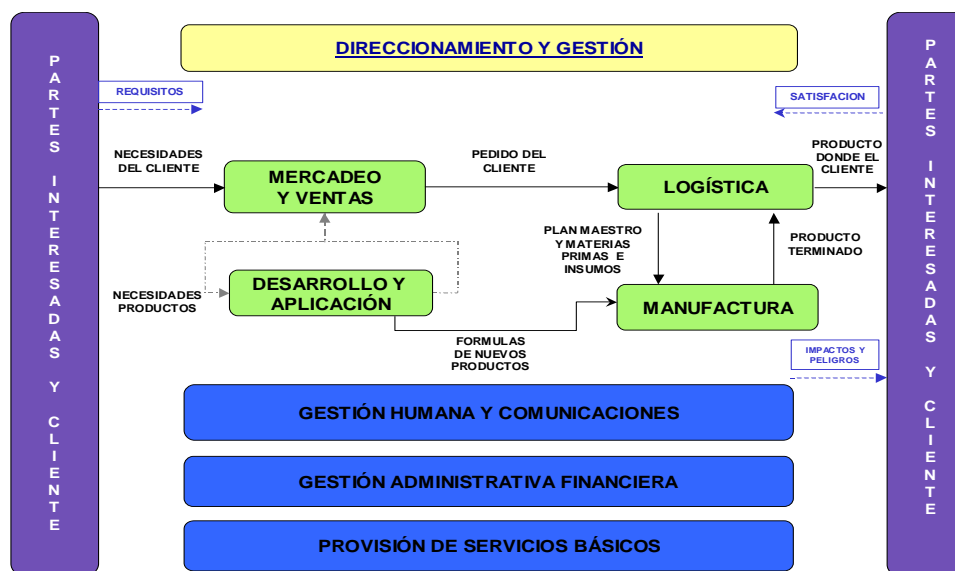 PARTES INTERESADAS Y CLIENTE
DIRECCIONAMIENTO Y GESTIÓN
PARTES INTERESADAS Y CLIENTE
REQUISITOS
SATISFACION
NECESIDADES
DEL CLIENTE
MERCADEO
Y VENTAS
PEDIDO DEL
CLIENTE
LOGÍSTICA
PRODUCTO
DONDE EL
CLIENTE
PLAN MAESTRO
Y MATERIAS
PRIMAS E
INSUMOS
PRODUCTO
TERMINADO
NECESIDADES
PRODUCTOS
DESARROLLO Y
APLICACIÓN
MANUFACTURA
FORMULAS
DE NUEVOS
PRODUCTOS
IMPACTOS Y
PELIGROS
GESTIÓN HUMANA Y COMUNICACIONES
GESTIÓN ADMINISTRATIVA FINANCIERA
PROVISIÓN DE SERVICIOS BÁSICOS